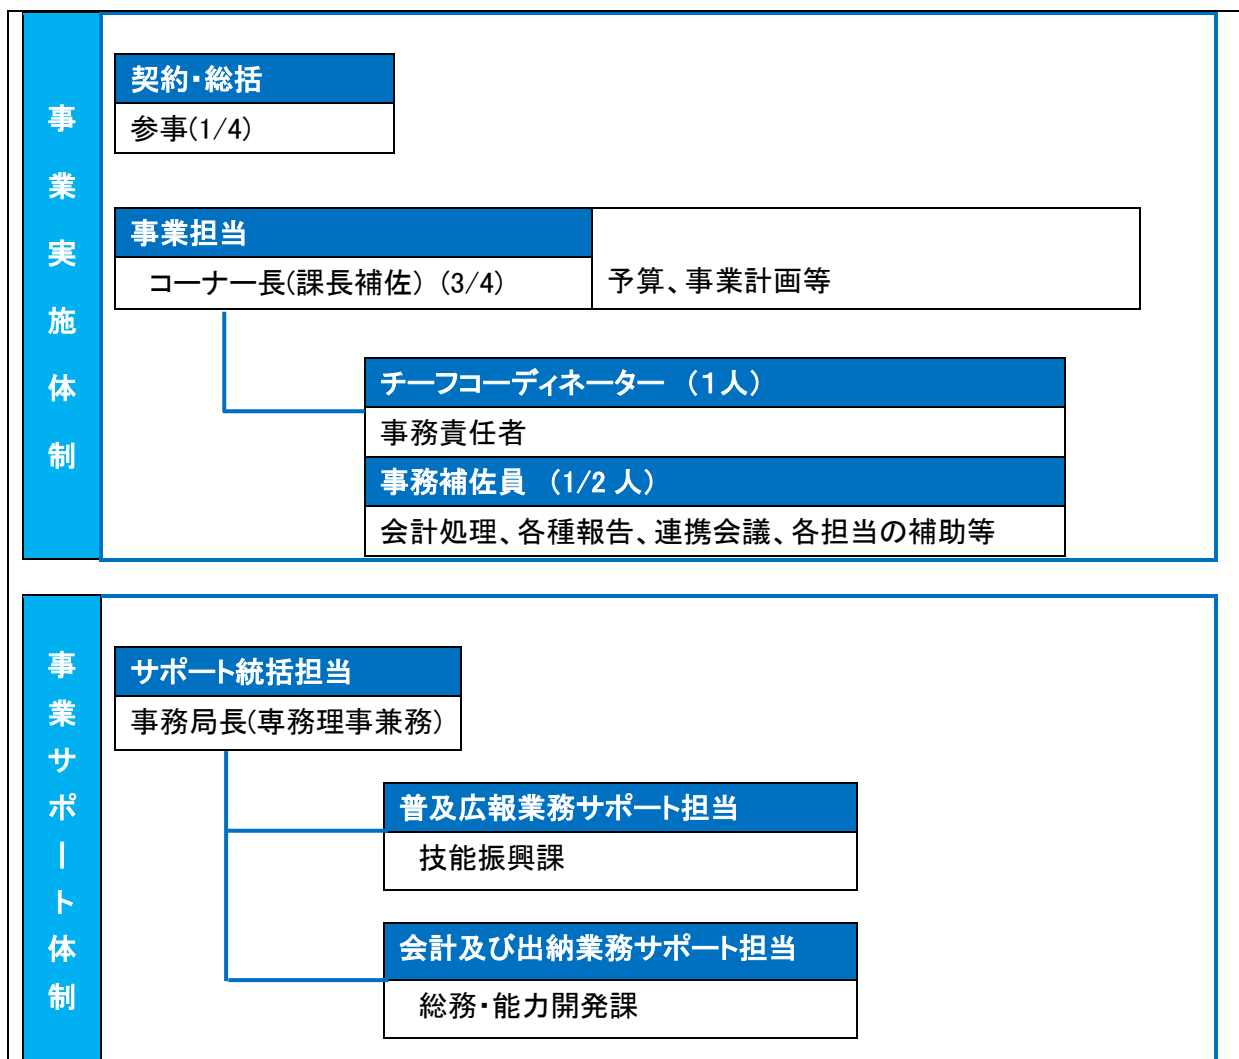 事業実施体制
契約・総括
参事(1/4)
事業担当
コーナー長(課長補佐) (3/4)
予算、事業計画等
チーフコーディネーター （１人）
事務責任者
事務補佐員 （1/2 人）
会計処理、各種報告、連携会議、各担当の補助等
事業サポート体制
サポート統括担当
事務局長(専務理事兼務)
普及広報業務サポート担当
技能振興課
会計及び出納業務サポート担当
総務・能力開発課